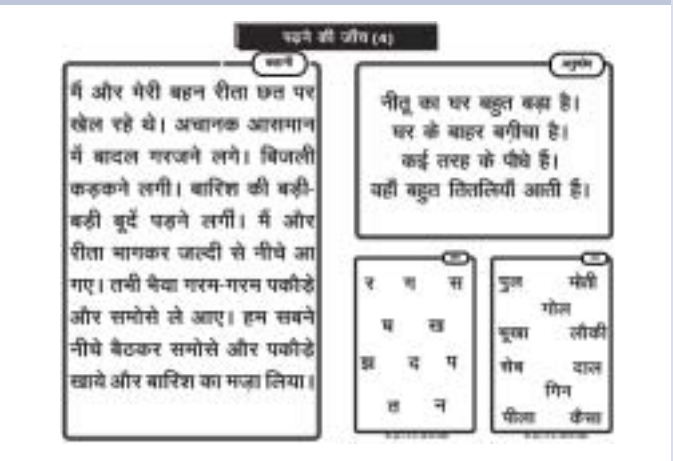 पढ़ने की जाँच (4)
कहानी
मैं और मेरी बहन रीता छत पर
खेल रहे थे। अचानक आसमान
में बादल गरजने लगे। बिजली
कड़कने लगी। बारिश की बड़ी-
बड़ी बूँदें पड़ने लगीं। मैं और
रीता भागकर जल्दी से नीचे आ
गए। तभी भैया गरम-गरम पकौड़े
और समोसे ले आए। हम सबने
नीचे बैठकर समोसे और पकौड़े
खाये और बारिश का मज़ा लिया।
अनुच्छेद
नीतू का घर बहुत बड़ा है।
घर के बाहर बग़ीचा है।
कई तरह के पौधे हैं।
वहाँ बहुत तितलियाँ आती हैं।
र ग स
ख
झ द प
त न
पुल मोती
गोल
भूखा लौकी
दाल
गिन
पीला कैसा